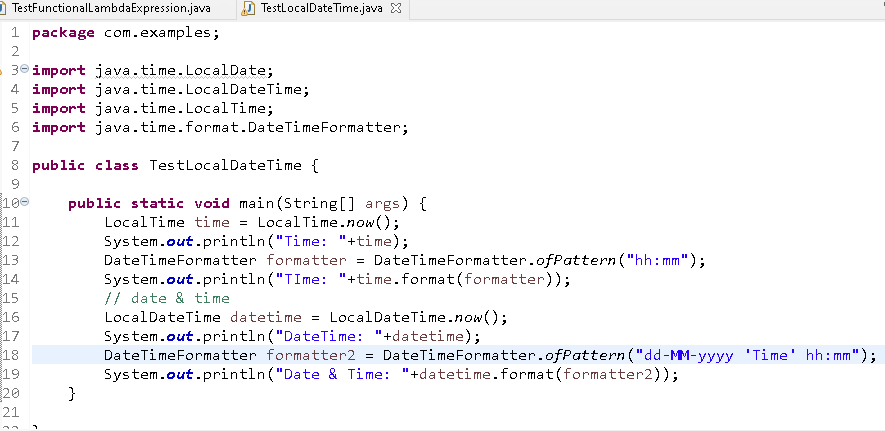 TestFunctionalLambdaExpression.java TestLocalDateTime.java
1 package com.examples;
2
3 import java.time.LocalDate;
4 import java.time.LocalDateTime;
5 import java.time.LocalTime;
6 import java.time.format.DateTimeFormatter;
7
8 public class TestLocalDateTime {
9
10 public static void main(String[] args) {
11 LocalTime time = LocalTime.now();
12 System.out.println("Time: "+time);
13 DateTimeFormatter formatter = DateTimeFormatter.ofPattern("hh:mm");
14 System.out.println("TIme: "+time.format(formatter));
15 // date & time
16 LocalDateTime datetime = LocalDateTime.now();
17 System.out.println("DateTime: "+datetime);
18 DateTimeFormatter formatter2 = DateTimeFormatter.ofPattern("dd-MM-yyyy 'Time' hh:mm");
19 System.out.println("Date & Time: "+datetime.format(formatter2));
20 }
21